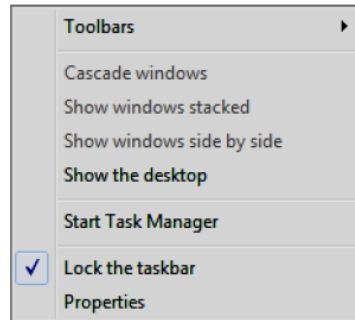 Toolbars
Cascade windows
Show windows stacked
Show windows side by side
Show the desktop
Start Task Manager
Lock the taskbar
Properties